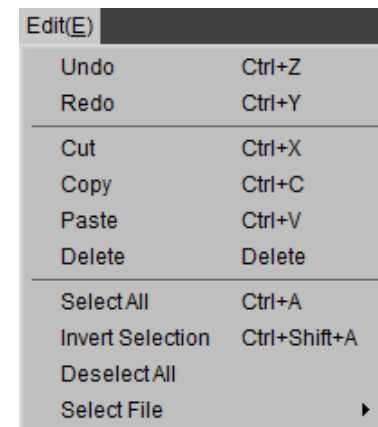 Edit(E)
Undo Ctrl+Z
Redo Ctrl+Y
Cut Ctrl+X
Copy Ctrl+C
Paste Ctrl+V
Delete Delete
Select All Ctrl+A
Invert Selection Ctrl+Shift+A
Deselect All
Select File